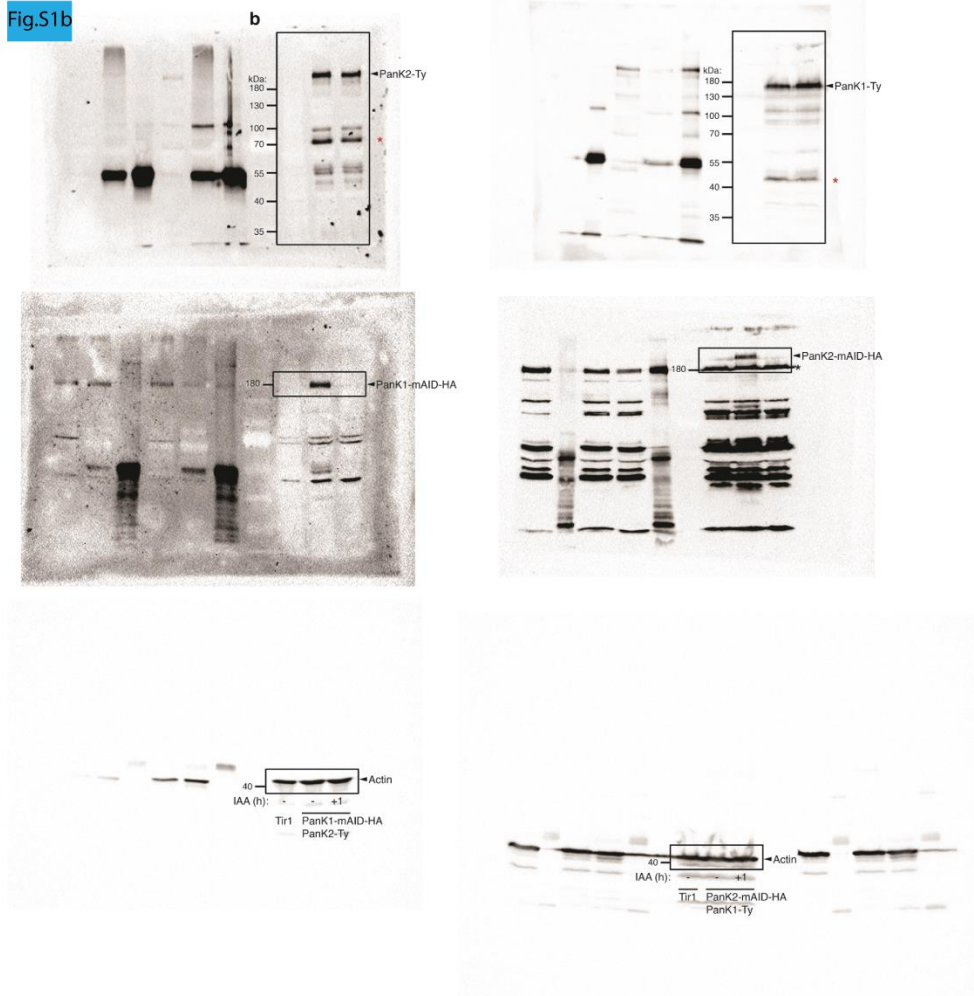 Fig.S1b
b
kDa:
180
130
100
70
55
40
35
PanK2-Ty
*
kDa:
180
130
100
70
55
40
35
PanK1-Ty
*
180
PanK1-mAID-HA
180
PanK2-mAID-HA
*
40
Actin
IAA (h): - - +1
Tir1 PanK1-mAID-HA
PanK2-Ty
40
Actin
IAA (h): - - +1
Tir1 PanK2-mAID-HA
PanK1-Ty